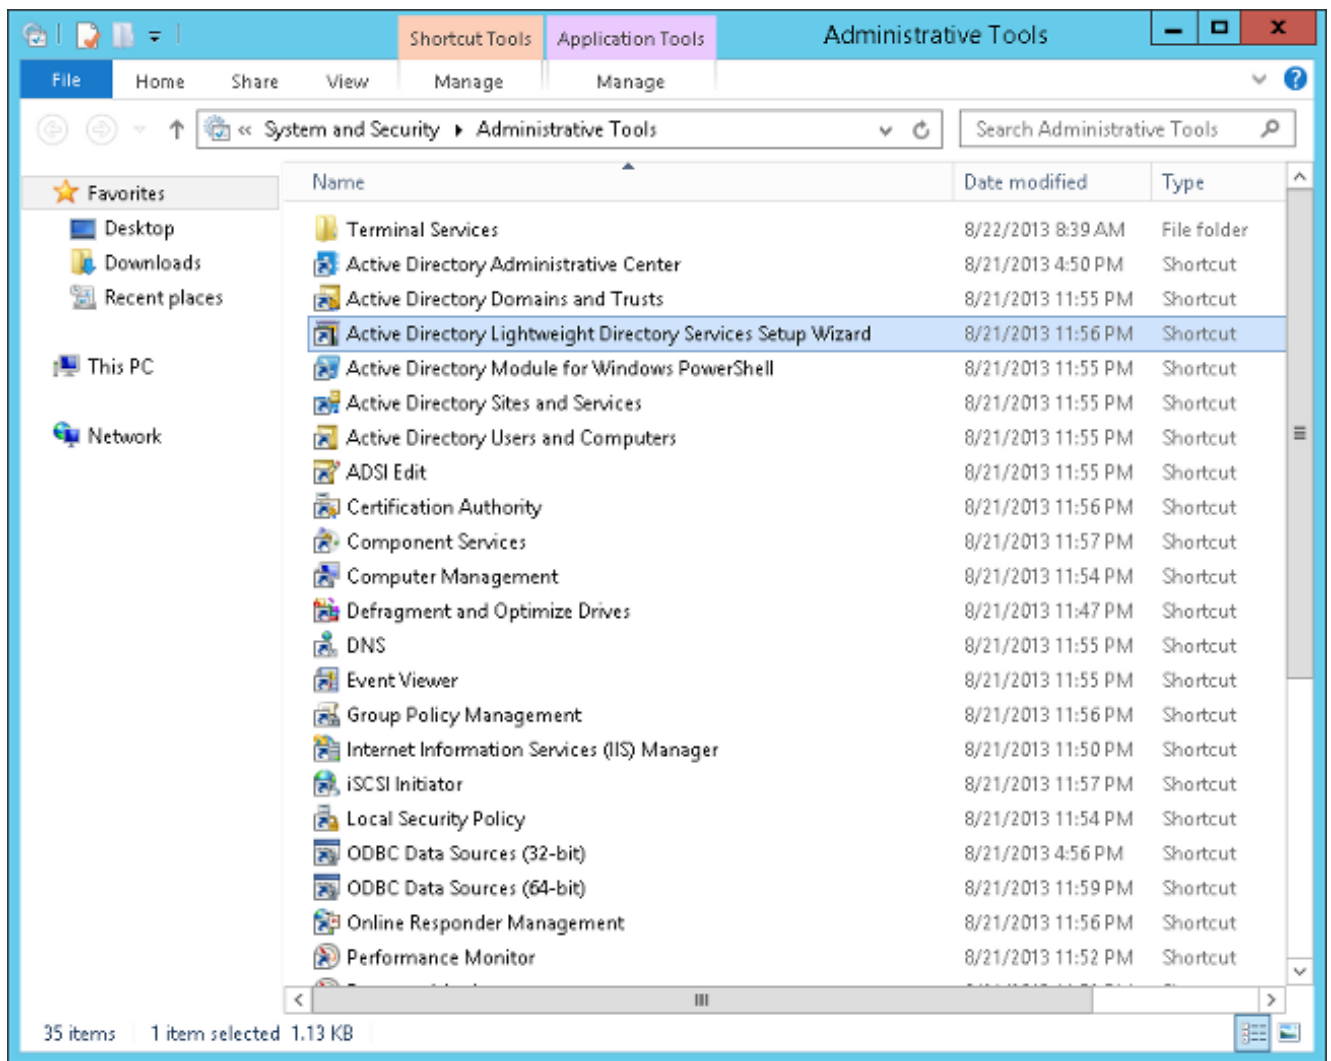 Shortcut Tools Application Tools Administrative Tools
File Home Share View Manage Manage
« System and Security Administrative Tools Search Administrative Tools
Favorites
Desktop
Downloads
Recent places
This PC
Network
Name Date modified Type
Terminal Services 8/22/2013 8:39 AM File folder
Active Directory Administrative Center 8/21/2013 4:50 PM Shortcut
Active Directory Domains and Trusts 8/21/2013 11:55 PM Shortcut
Active Directory Lightweight Directory Services Setup Wizard 8/21/2013 11:56 PM Shortcut
Active Directory Module for Windows PowerShell 8/21/2013 11:55 PM Shortcut
Active Directory Sites and Services 8/21/2013 11:55 PM Shortcut
Active Directory Users and Computers 8/21/2013 11:55 PM Shortcut
ADSI Edit 8/21/2013 11:55 PM Shortcut
Certification Authority 8/21/2013 11:56 PM Shortcut
Component Services 8/21/2013 11:57 PM Shortcut
Computer Management 8/21/2013 11:54 PM Shortcut
Defragment and Optimize Drives 8/21/2013 11:47 PM Shortcut
DNS 8/21/2013 11:55 PM Shortcut
Event Viewer 8/21/2013 11:55 PM Shortcut
Group Policy Management 8/21/2013 11:56 PM Shortcut
Internet Information Services (IIS) Manager 8/21/2013 11:50 PM Shortcut
iSCSI Initiator 8/21/2013 11:57 PM Shortcut
Local Security Policy 8/21/2013 11:54 PM Shortcut
ODBC Data Sources (32-bit) 8/21/2013 4:56 PM Shortcut
ODBC Data Sources (64-bit) 8/21/2013 11:59 PM Shortcut
Online Responder Management 8/21/2013 11:56 PM Shortcut
Performance Monitor 8/21/2013 11:52 PM Shortcut
35 items 1 item selected 1.13 KB